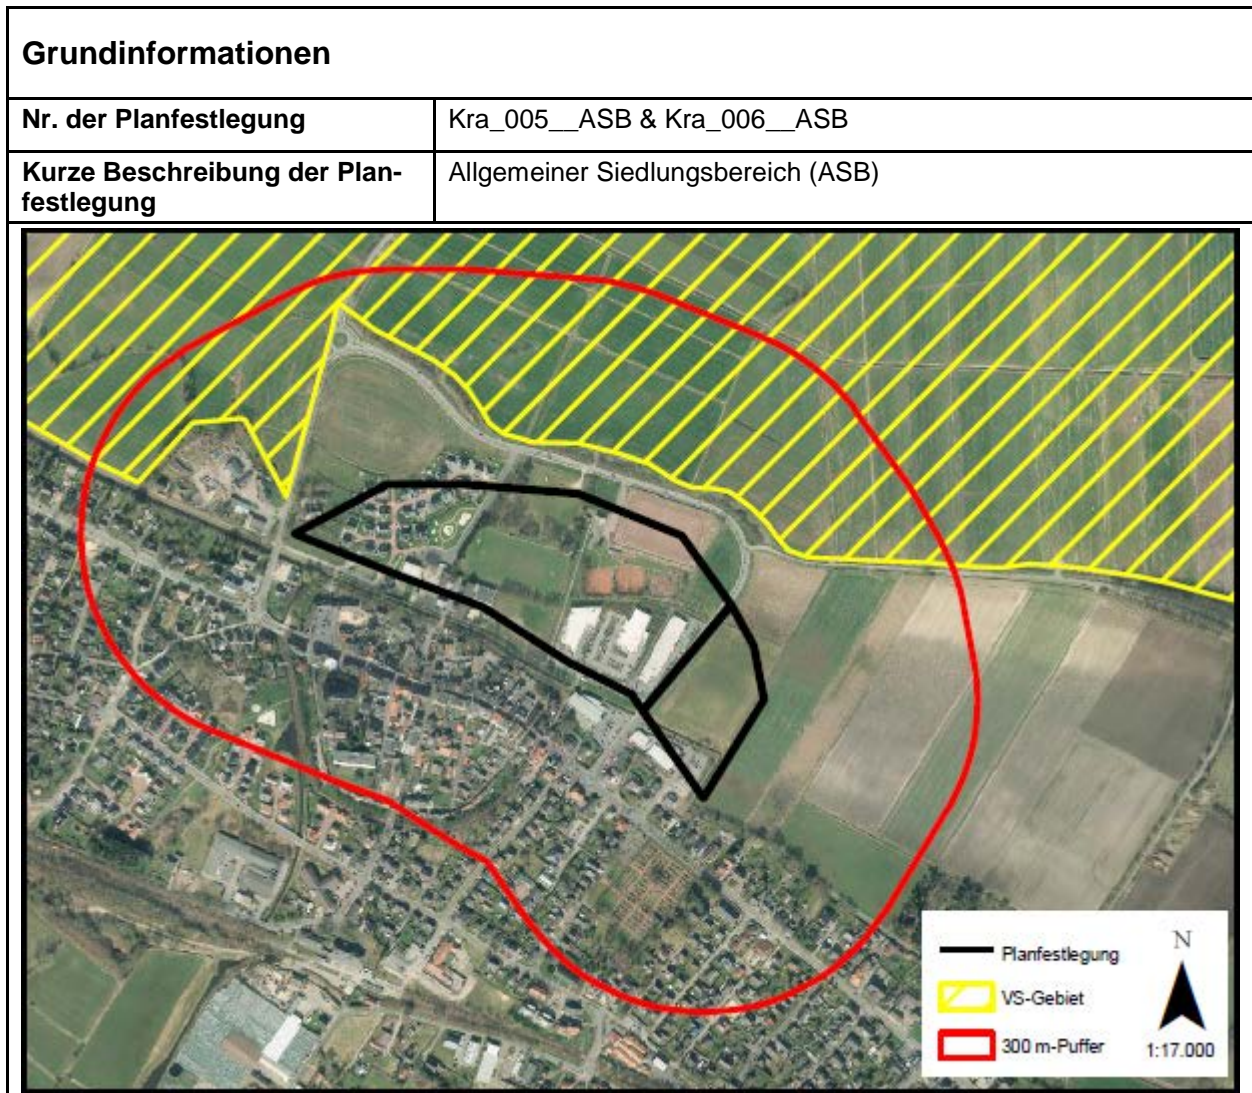 Grundinformationen
Nr. der Planfestlegung
Kra_005__ASB & Kra_006__ASB
Kurze Beschreibung der Plan-
festlegung
Allgemeiner Siedlungsbereich (ASB)
Planfestlegung
VS-Gebiet
300 m-Puffer
N
1:17.000